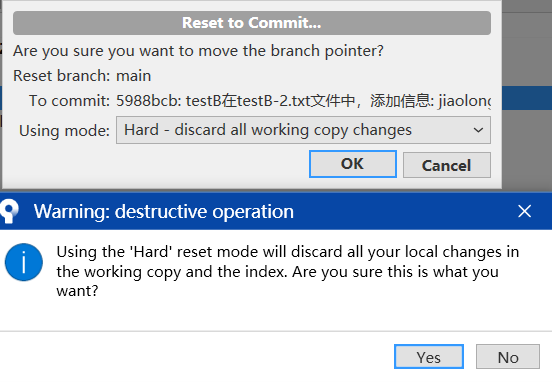 Reset to Commit...
Are you sure you want to move the branch pointer?
Reset branch: main
To commit: 5988bcb: testB在testB-2.txt文件中，添加信息: jiaolong
Using mode: Hard - discard all working copy changes
OK Cancel
Warning: destructive operation
Using the 'Hard' reset mode will discard all your local changes in
the working copy and the index. Are you sure this is what you
want?
Yes No